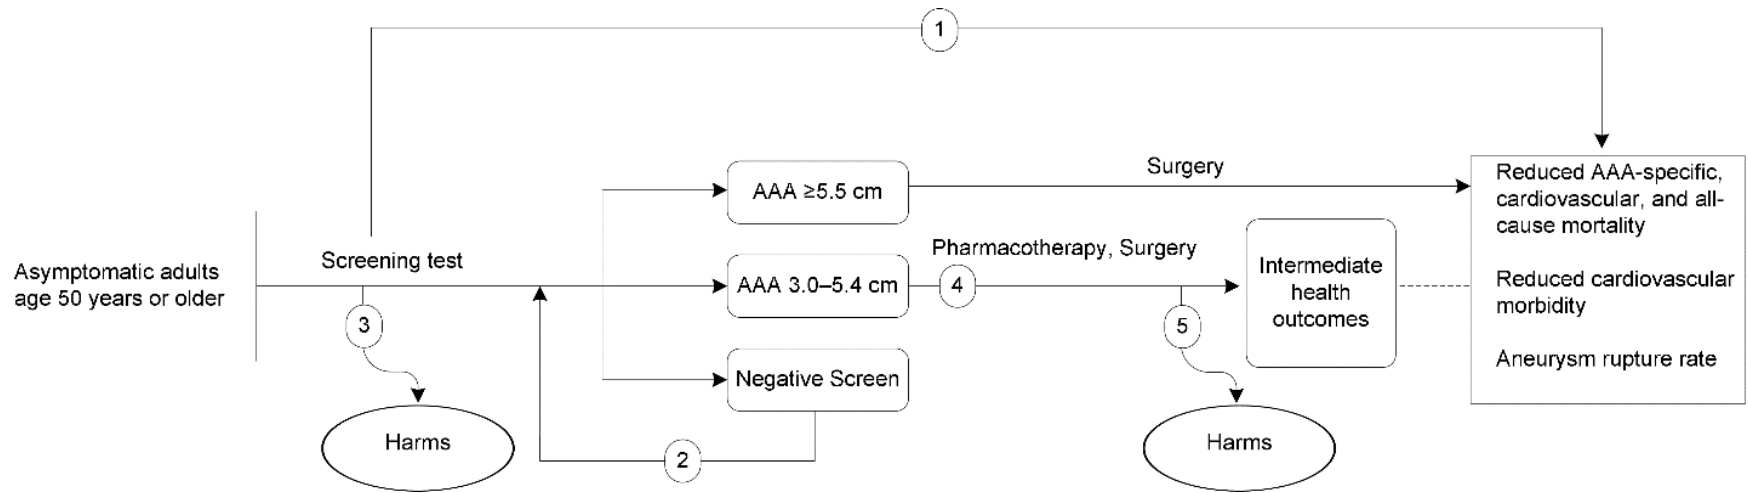 1
Asymptomatic adults
age 50 years or older
Screening test
3
Harms
AAA ≥5.5 cm
AAA 3.0–5.4 cm
Negative Screen
2
Surgery
Pharmacotherapy, Surgery
4
5
Harms
Intermediate
health
outcomes
Reduced AAA-specific,
cardiovascular, and all-
cause mortality
Reduced cardiovascular
morbidity
Aneurysm rupture rate